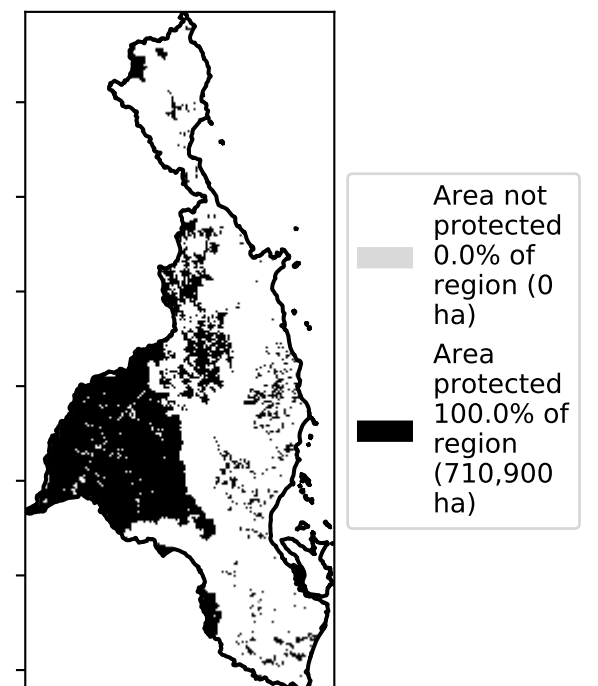 Area not
protected
0.0% of
region (0
ha)
Area
protected
100.0% of
region
(710,900
ha)